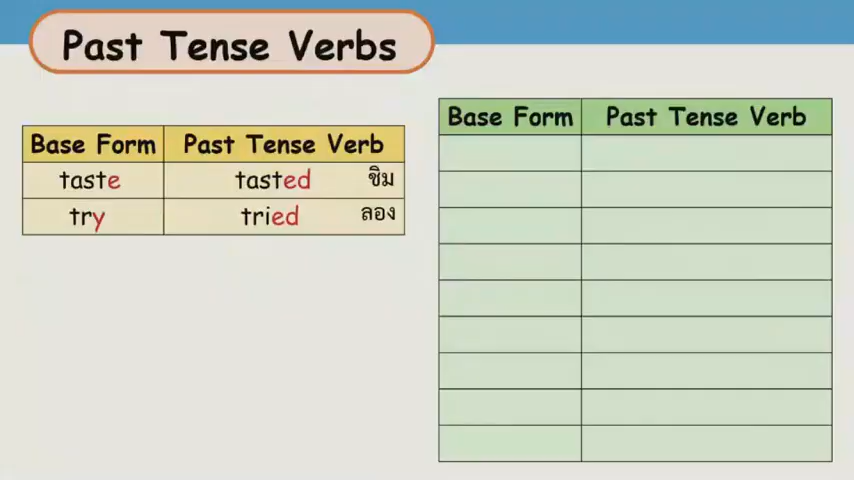 Past Tense Verbs
Base Form Past Tense Verb
taste tasted ชิม
try tried ลอง
Base Form Past Tense Verb